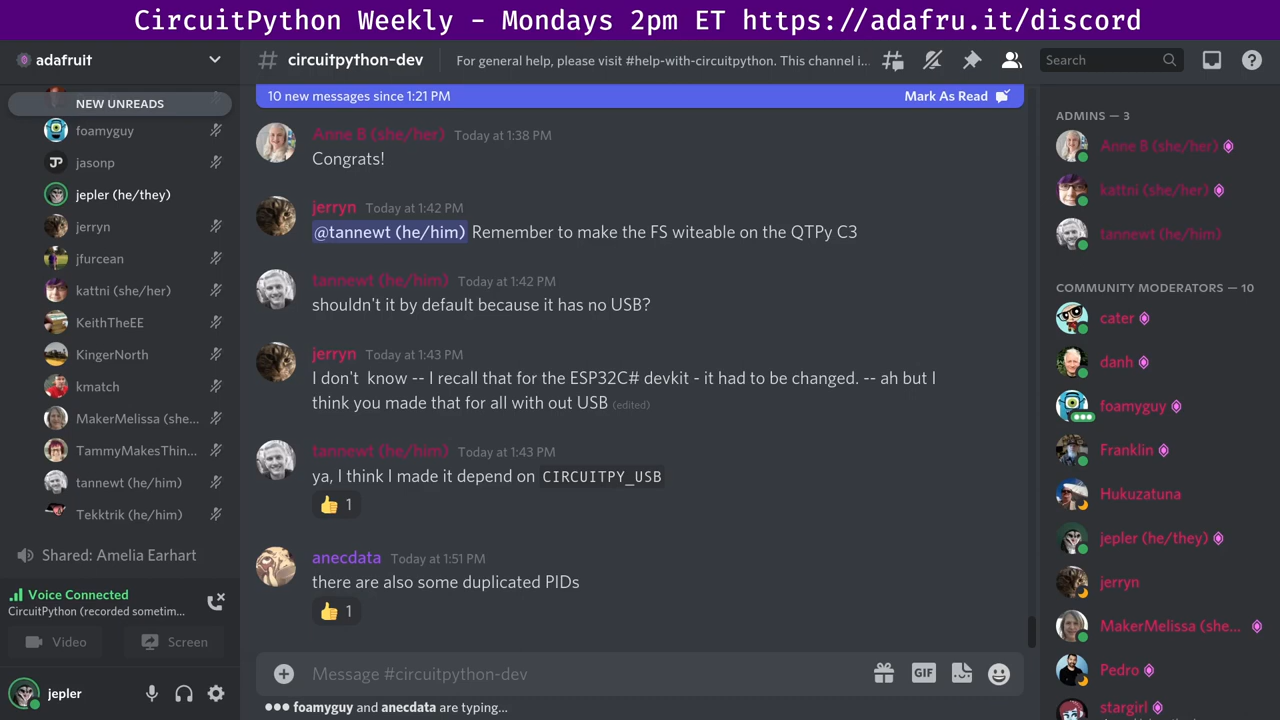 CircuitPython Weekly - Mondays 2pm ET https://adafru.it/discord
adafruit
NEW UNREADS
foamyguy
jasonp
jepler (he/they)
jerryn
jfurcean
kattni (she/her)
KeithTheEE
KingerNorth
kmatch
MakerMelissa (she...
TammyMakesThin...
tannewt (he/him)
Tekktrik (he/him)
Shared: Amelia Earhart
Voice Connected
CircuitPython (recorded sometim...
Video
Screen
jepler
# circuitpython-dev
For general help, please visit #help-with-circuitpython. This channel i...
Search
10 new messages since 1:21 PM
Mark As Read
Anne B (she/her) Today at 1:38 PM
Congrats!
jerryn Today at 1:42 PM
@tannewt (he/him) Remember to make the FS witeable on the QTPy C3
tannewt (he/him) Today at 1:42 PM
shouldn't it by default because it has no USB?
jerryn Today at 1:43 PM
I don't know -- I recall that for the ESP32C# devkit - it had to be changed. -- ah but I
think you made that for all with out USB (edited)
tannewt (he/him) Today at 1:43 PM
ya, I think I made it depend on CIRCUITPY_USB
👍 1
anecdata Today at 1:51 PM
there are also some duplicated PIDs
👍 1
Message #circuitpython-dev
GIF
foamyguy and anecdata are typing...
ADMINS — 3
Anne B (she/her)
kattni (she/her)
tannewt (he/him)
COMMUNITY MODERATORS — 10
cater
danh
foamyguy
Franklin
Hukuzatuna
jepler (he/they)
jerryn
MakerMelissa (she...
Pedro
stargirl